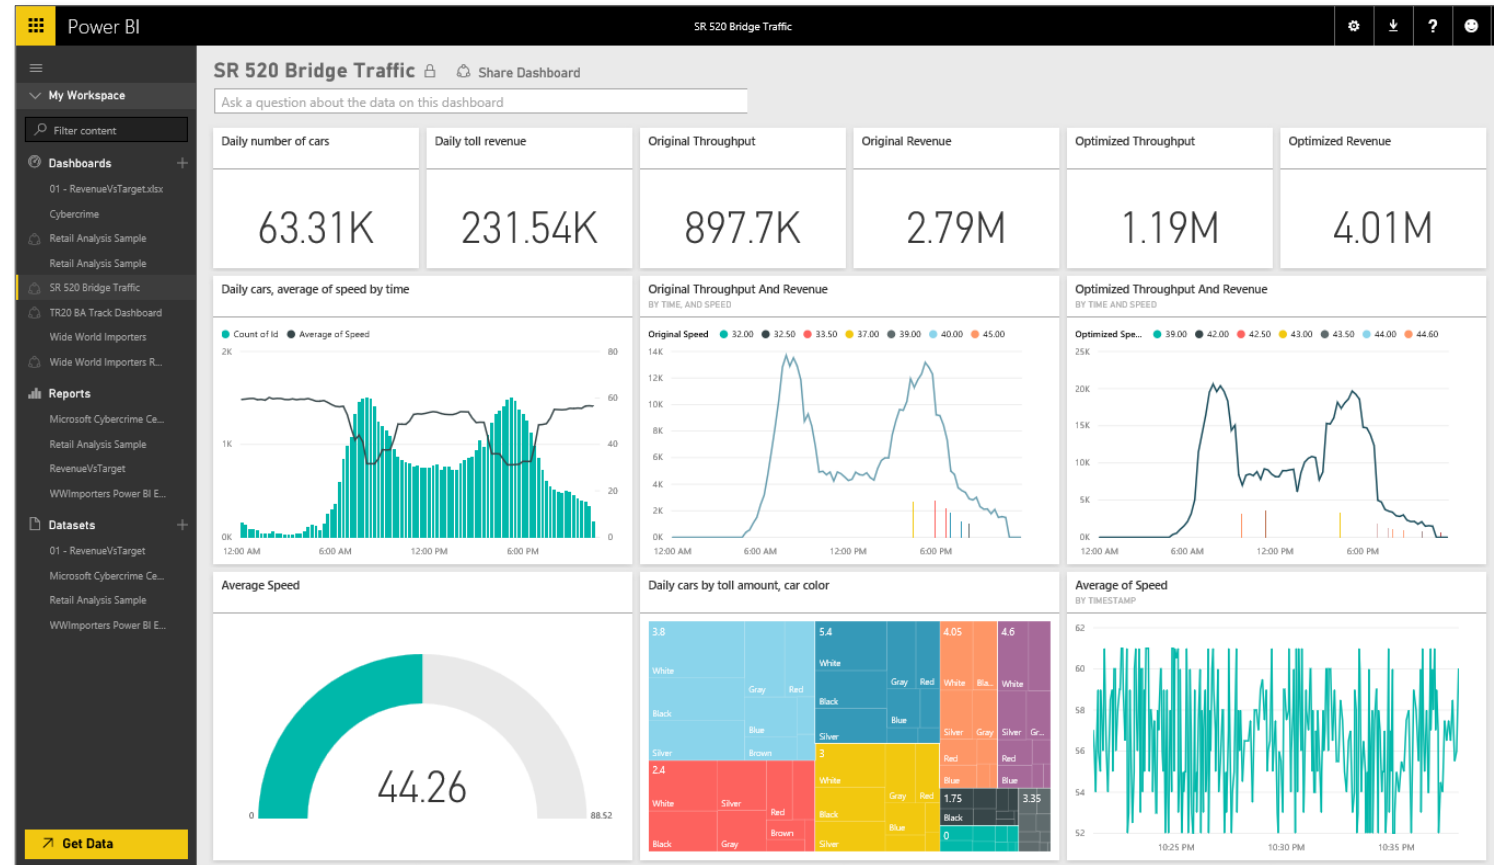 Power BI
SR 520 Bridge Traffic
?
My Workspace
Filter content
Dashboards
01 - RevenueVsTarget.xlsx
Cybercrime
Retail Analysis Sample
Retail Analysis Sample
SR 520 Bridge Traffic
TR20 BA Track Dashboard
Wide World Importers
Wide World Importers R...
Reports
Microsoft Cybercrime Ce...
Retail Analysis Sample
RevenueVsTarget
WWImporters Power BI E...
Datasets
01 - RevenueVsTarget
Microsoft Cybercrime Ce...
Retail Analysis Sample
WWImporters Power BI E...
Get Data
SR 520 Bridge Traffic
Share Dashboard
Ask a question about the data on this dashboard
Daily number of cars
63.31K
Daily toll revenue
231.54K
Original Throughput
897.7K
Original Revenue
2.79M
Optimized Throughput
1.19M
Optimized Revenue
4.01M
Daily cars, average of speed by time
Count of Id Average of Speed
2K 80
60
1K 40
20
0K 0
12:00 AM 6:00 AM 12:00 PM 6:00 PM
Original Throughput And Revenue
BY TIME, AND SPEED
Original Speed 32.00 32.50 33.50 37.00 39.00 40.00 45.00
14K
12K
10K
8K
6K
4K
2K
0K
12:00 AM 6:00 AM 12:00 PM 6:00 PM
Optimized Throughput And Revenue
BY TIME AND SPEED
Optimized Spe... 39.00 42.00 42.50 43.00 43.50 44.00 44.60
25K
20K
15K
10K
5K
0K
12:00 AM 6:00 AM 12:00 PM 6:00 PM
Average Speed
44.26
0 88.52
Daily cars by toll amount, car color
3.8
White
Gray Red
Black
Blue
Silver Brown
2.4
White Silver
Red
Brown
Black Gray
5.4
White
Gray Red
Black
Blue
Silver
3
White
Gray Red
Black
Blue
Silver
4.05
White Bla...
Silver Gray
Red
Blue
4.6
White
Silver Gr...
Red
Blue
1.75
Black
0
3.35
Average of Speed
BY TIMESTAMP
62
60
58
56
54
52
10:25 PM 10:30 PM 10:35 PM